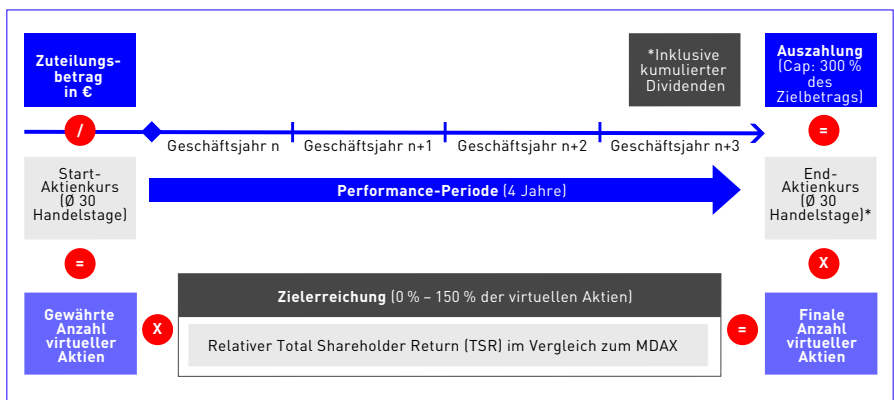 Zuteilungs-
betrag
in €
*Inklusive
kumulierter
Dividenden
Auszahlung
(Cap: 300 %
des
Zielbetrags)
/
=
Geschäftsjahr n
Geschäftsjahr n+1
Geschäftsjahr n+2
Geschäftsjahr n+3
Start-
Aktienkurs
(Ø 30
Handelstage)
Performance-Periode (4 Jahre)
End-
Aktienkurs
(Ø 30
Handelstage)*
=
X
Gewährte
Anzahl
virtueller
Aktien
X
Zielerreichung (0 % – 150 % der virtuellen Aktien)
Relativer Total Shareholder Return (TSR) im Vergleich zum MDAX
=
Finale
Anzahl
virtueller
Aktien